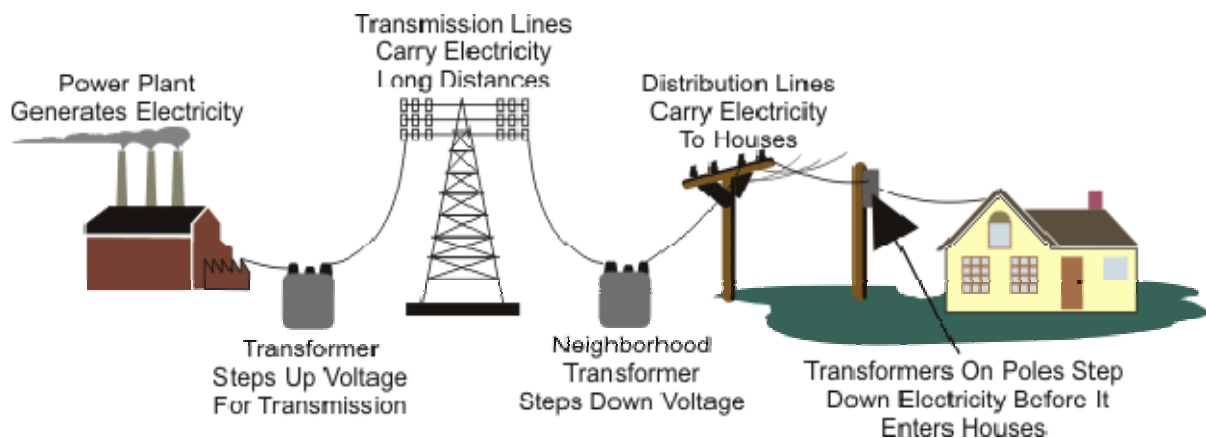 Power Plant
Generates Electricity
Transmission Lines
Carry Electricity
Long Distances
Distribution Lines
Carry Electricity
To Houses
Transformer
Steps Up Voltage
For Transmission
Neighborhood
Transformer
Steps Down Voltage
Transformers On Poles Step
Down Electricity Before It
Enters Houses